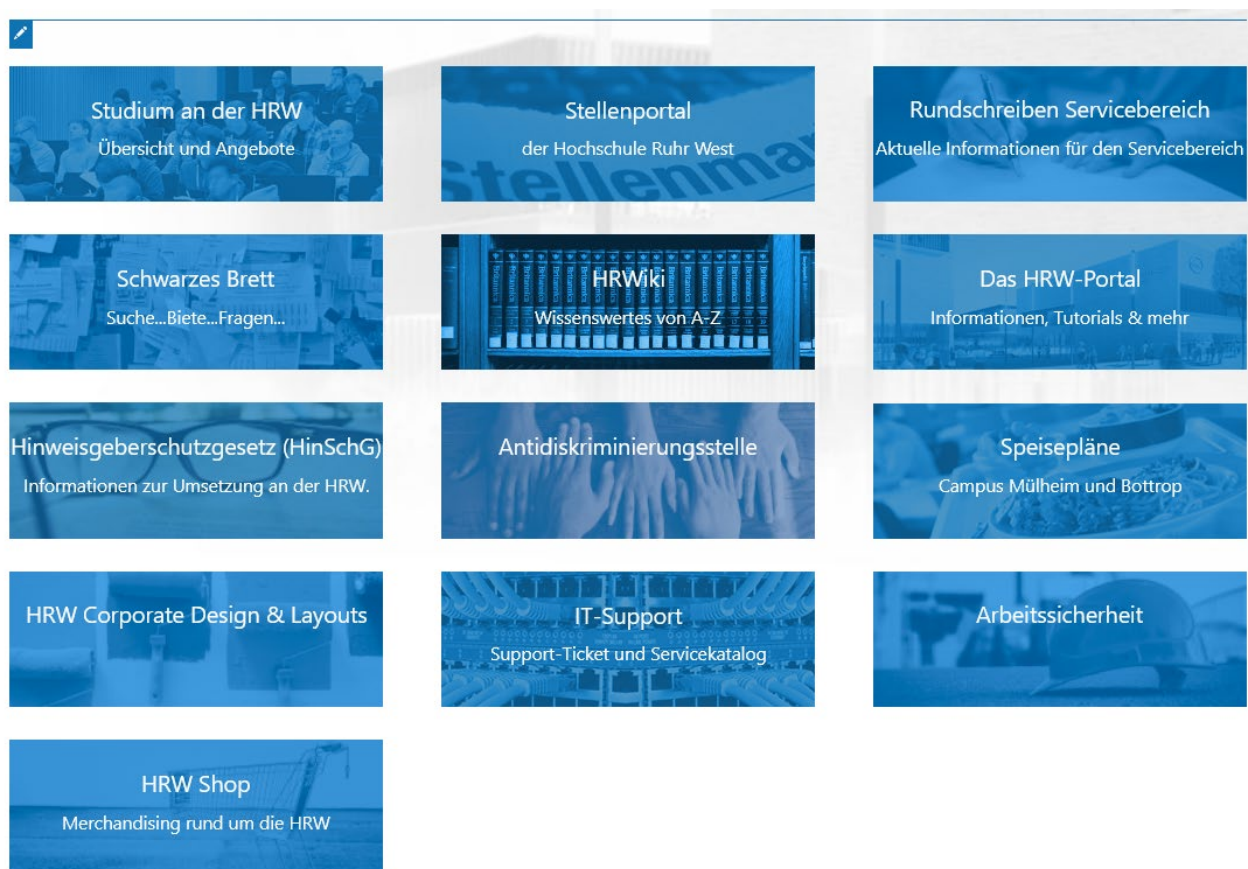 Studium an der HRW
Übersicht und Angebote
Stellenportal
der Hochschule Ruhr West
Stellenma
Rundschreiben Servicebereich
Aktuelle Informationen für den Servicebereich
Schwarzes Brett
Suche...Biete...Fragen...
HRWiki
Wissenswertes von A-Z
Das HRW-Portal
Informationen, Tutorials & mehr
Hinweisgeberschutzgesetz (HinSchG)
Informationen zur Umsetzung an der HRW.
Antidiskriminierungsstelle
Speisepläne
Campus Mülheim und Bottrop
HRW Corporate Design & Layouts
IT-Support
Support-Ticket und Servicekatalog
Arbeitssicherheit
HRW Shop
Merchandising rund um die HRW